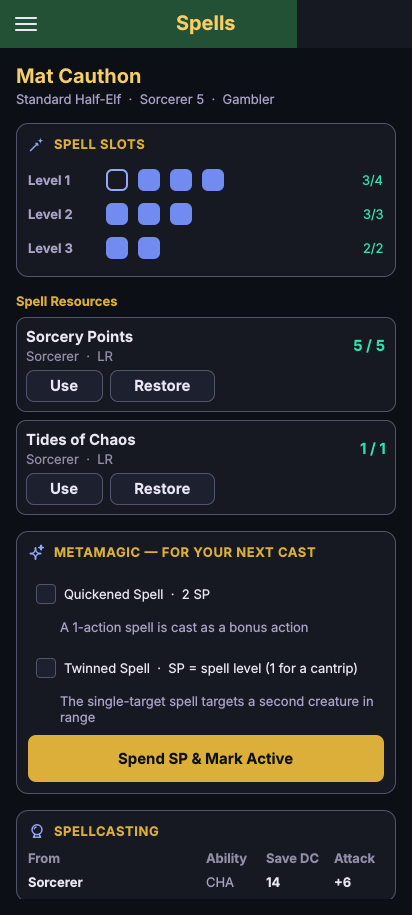 Spells
Mat Cauthon
Standard Half-Elf · Sorcerer 5 · Gambler
SPELL SLOTS
Level 1 3/4
Level 2 3/3
Level 3 2/2
Spell Resources
Sorcery Points
5 / 5
Sorcerer · LR
Use Restore
Tides of Chaos
1 / 1
Sorcerer · LR
Use Restore
METAMAGIC — FOR YOUR NEXT CAST
Quickened Spell · 2 SP
A 1-action spell is cast as a bonus action
Twinned Spell · SP = spell level (1 for a cantrip)
The single-target spell targets a second creature in
range
Spend SP & Mark Active
SPELLCASTING
From Ability Save DC Attack
Sorcerer CHA 14 +6